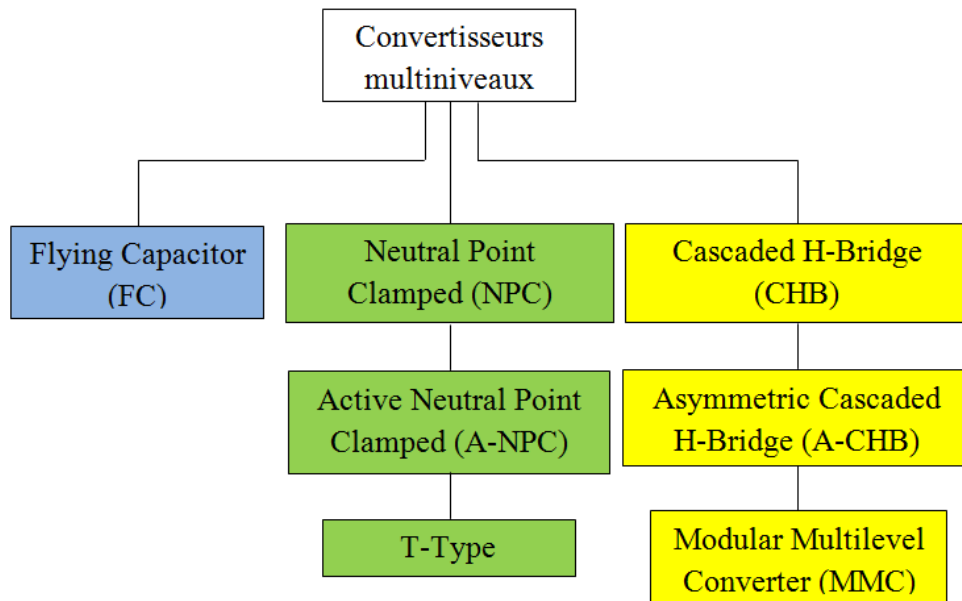 Convertisseurs
multiniveaux
Flying Capacitor
(FC)
Neutral Point
Clamped (NPC)
Cascaded H-Bridge
(CHB)
Active Neutral Point
Clamped (A-NPC)
Asymmetric Cascaded
H-Bridge (A-CHB)
T-Type
Modular Multilevel
Converter (MMC)